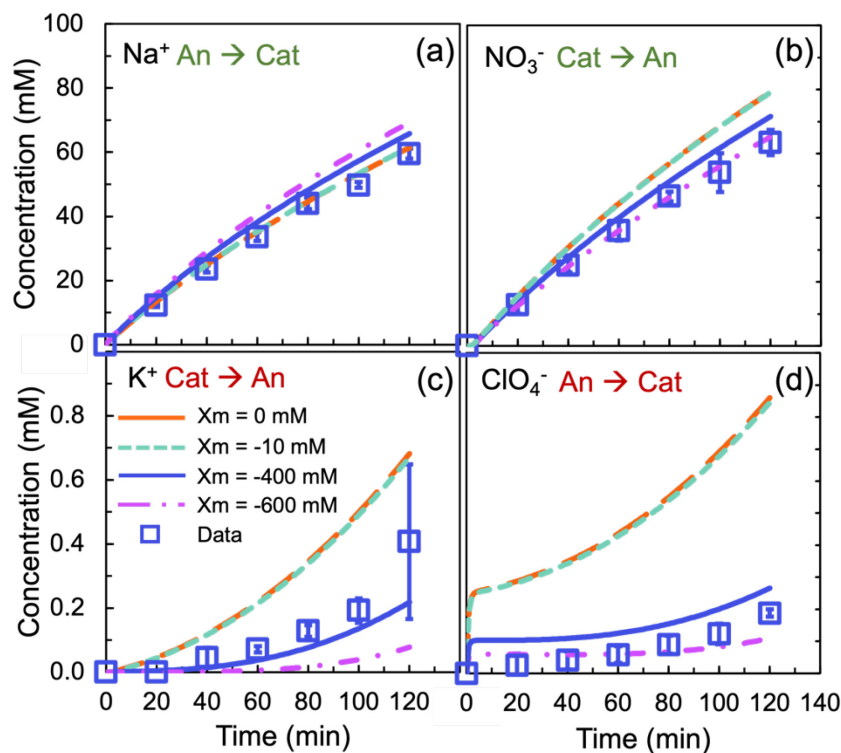 Na⁺ An → Cat (a)
NO₃⁻ Cat → An (b)
Concentration (mM)
100
80
60
40
20
0
K⁺ Cat → An (c)
ClO₄⁻ An → Cat (d)
Xm = 0 mM
Xm = -10 mM
Xm = -400 mM
Xm = -600 mM
Data
Concentration (mM)
0.8
0.6
0.4
0.2
0.0
0 20 40 60 80 100 120
0 20 40 60 80 100 120 140
Time (min)
Time (min)